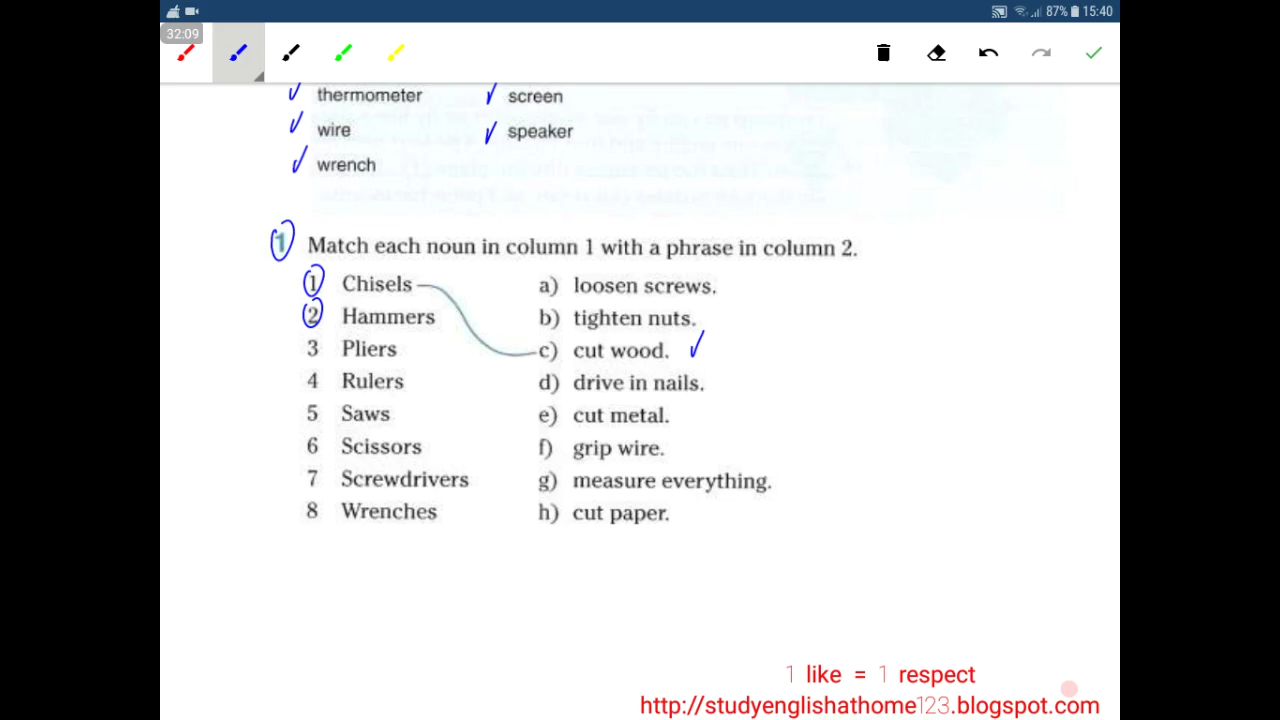 87% 15:40
32:09
thermometer screen
wire speaker
wrench
1 Match each noun in column 1 with a phrase in column 2.
1 Chisels a) loosen screws.
2 Hammers b) tighten nuts.
3 Pliers c) cut wood.
4 Rulers d) drive in nails.
5 Saws e) cut metal.
6 Scissors f) grip wire.
7 Screwdrivers g) measure everything.
8 Wrenches h) cut paper.
1 like = 1 respect
http://studyenglishathome123.blogspot.com